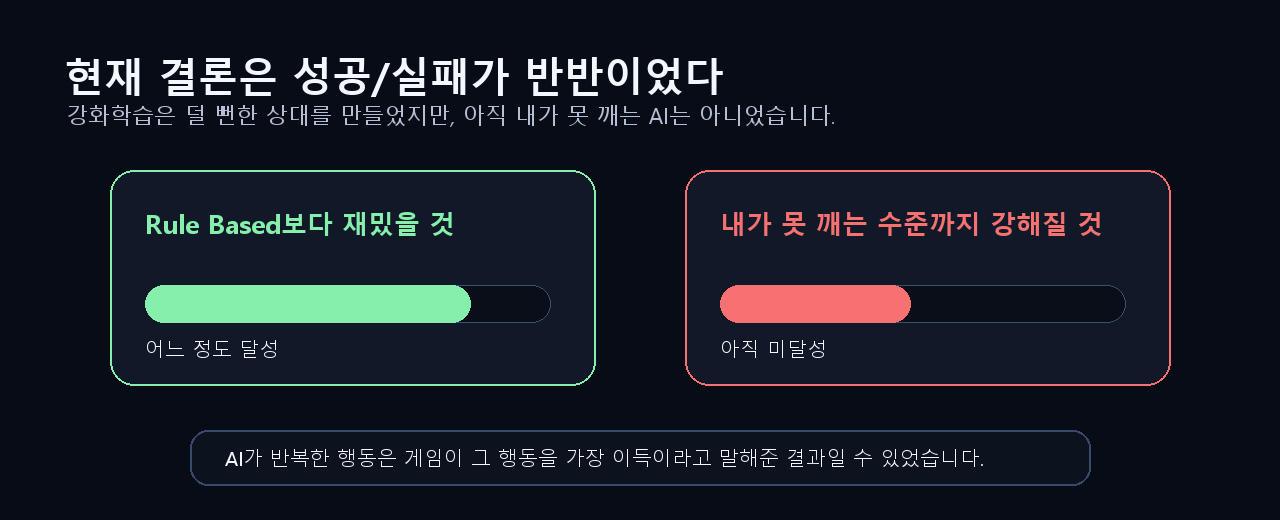 현재 결론은 성공/실패가 반반이었다
강화학습은 덜 뻔한 상대를 만들었지만, 아직 내가 못 깨는 AI는 아니었습니다.
Rule Based보다 재밌을 것
어느 정도 달성
내가 못 깨는 수준까지 강해질 것
아직 미달성
AI가 반복한 행동은 게임이 그 행동을 가장 이득이라고 말해준 결과일 수 있었습니다.